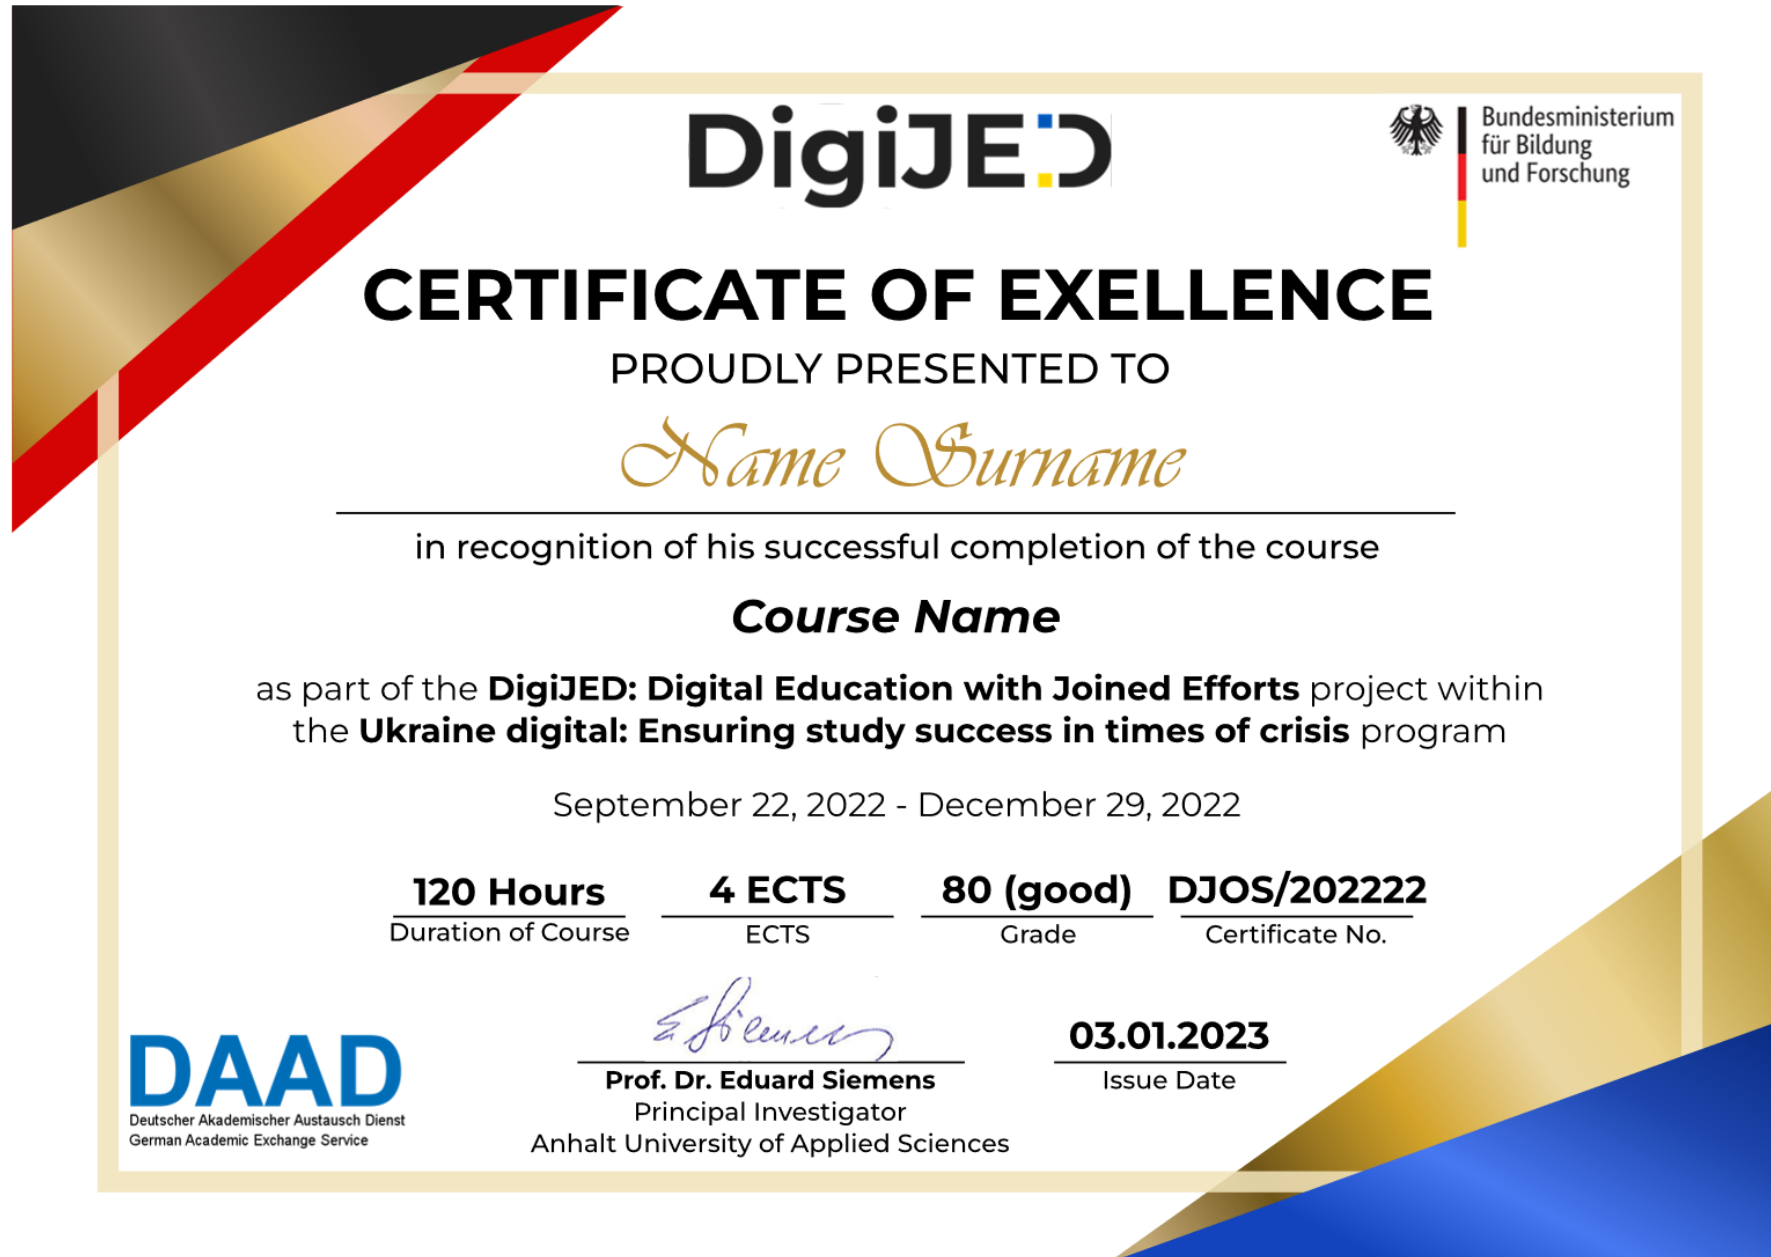 DigiJED
Bundesministerium
für Bildung
und Forschung
CERTIFICATE OF EXELLENCE
PROUDLY PRESENTED TO
Name Surname
in recognition of his successful completion of the course
Course Name
as part of the DigiJED: Digital Education with Joined Efforts project within
the Ukraine digital: Ensuring study success in times of crisis program
September 22, 2022 - December 29, 2022
120 Hours
Duration of Course
4 ECTS
ECTS
80 (good)
Grade
DJOS/202222
Certificate No.
E Siemens
Prof. Dr. Eduard Siemens
Principal Investigator
Anhalt University of Applied Sciences
03.01.2023
Issue Date
DAAD
Deutscher Akademischer Austausch Dienst
German Academic Exchange Service